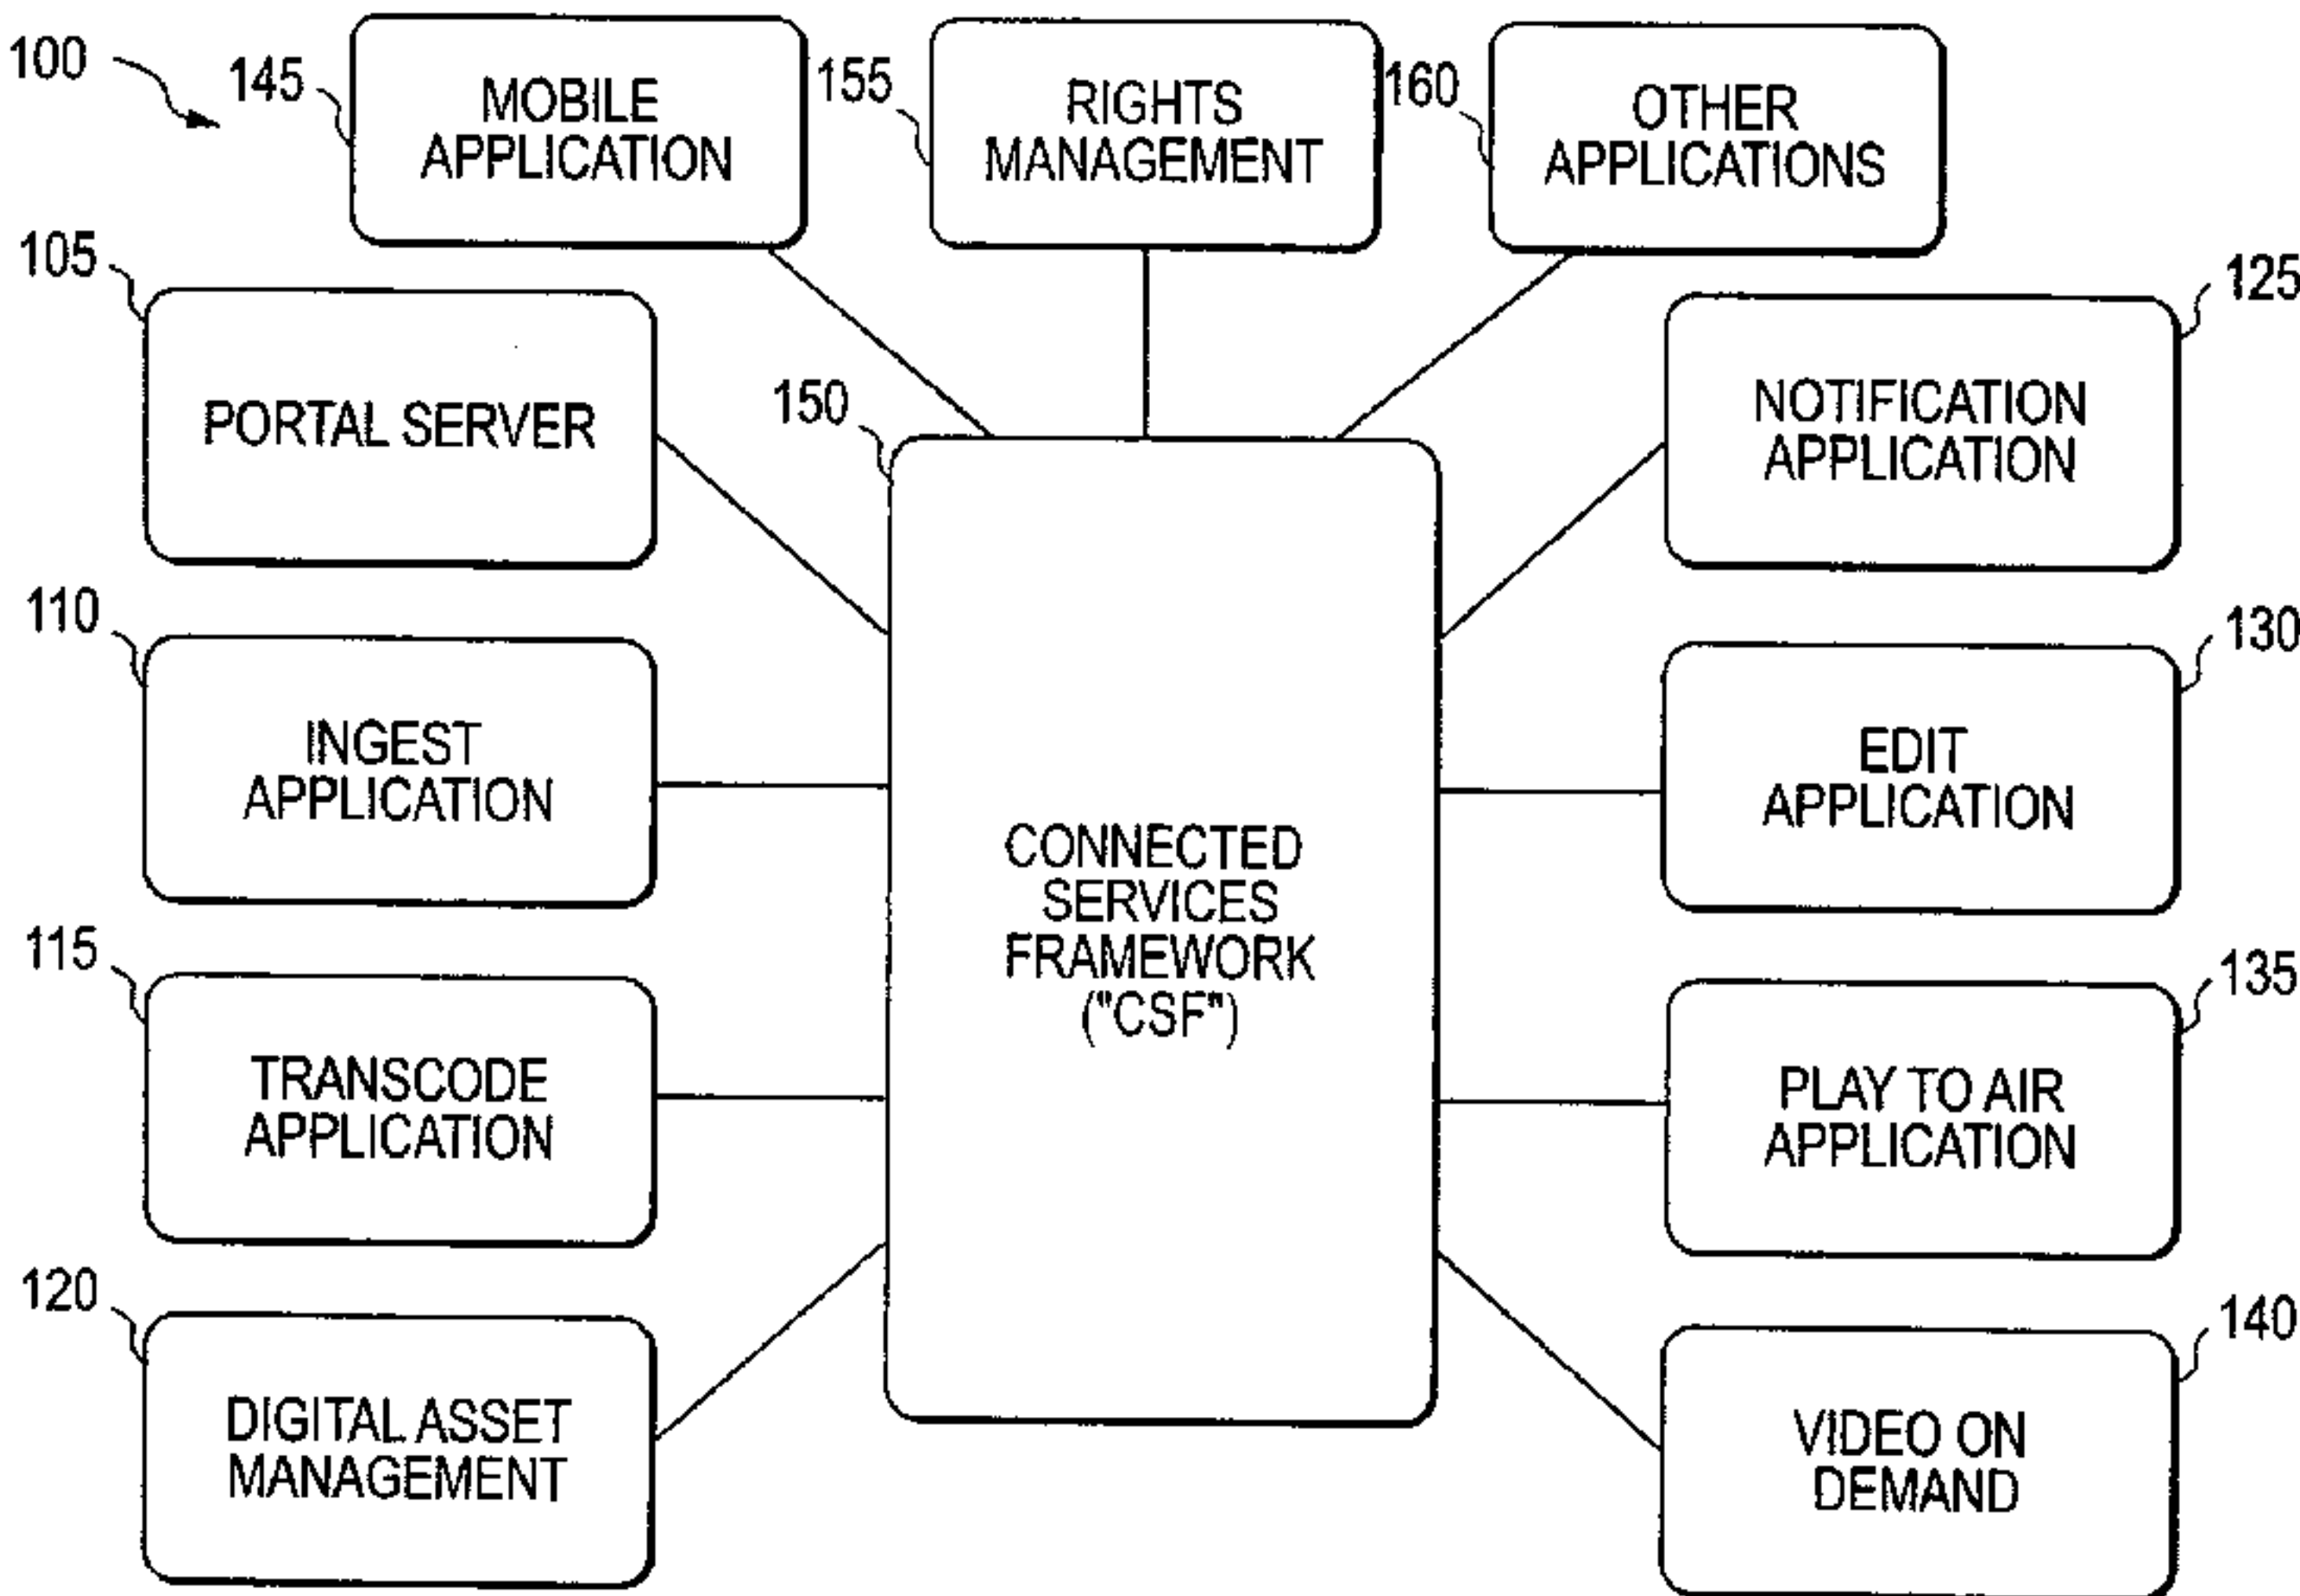 100
145
MOBILE
APPLICATION
155
RIGHTS
MANAGEMENT
160
OTHER
APPLICATIONS
105
PORTAL SERVER
125
NOTIFICATION
APPLICATION
150
CONNECTED
SERVICES
FRAMEWORK
("CSF")
110
INGEST
APPLICATION
130
EDIT
APPLICATION
115
TRANSCODE
APPLICATION
135
PLAY TO AIR
APPLICATION
120
DIGITAL ASSET
MANAGEMENT
140
VIDEO ON
DEMAND